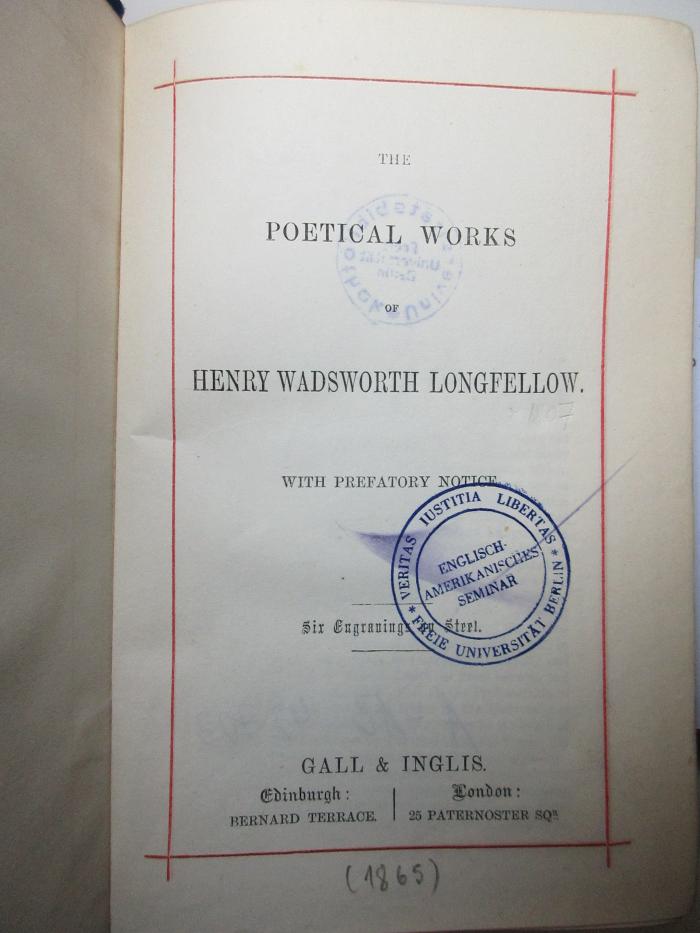 THE
POETICAL WORKS
OF
HENRY WADSWORTH LONGFELLOW.
WITH PREFATORY NOTICE
VERITAS IUSTITIA LIBERTAS
* FREIE UNIVERSITÄT BERLIN *
ENGLISCH-
AMERIKANISCHES
SEMINAR
Six Engravings on Steel.
GALL & INGLIS.
Edinburgh:
BERNARD TERRACE.
London:
25 PATERNOSTER SQR.
(1865)